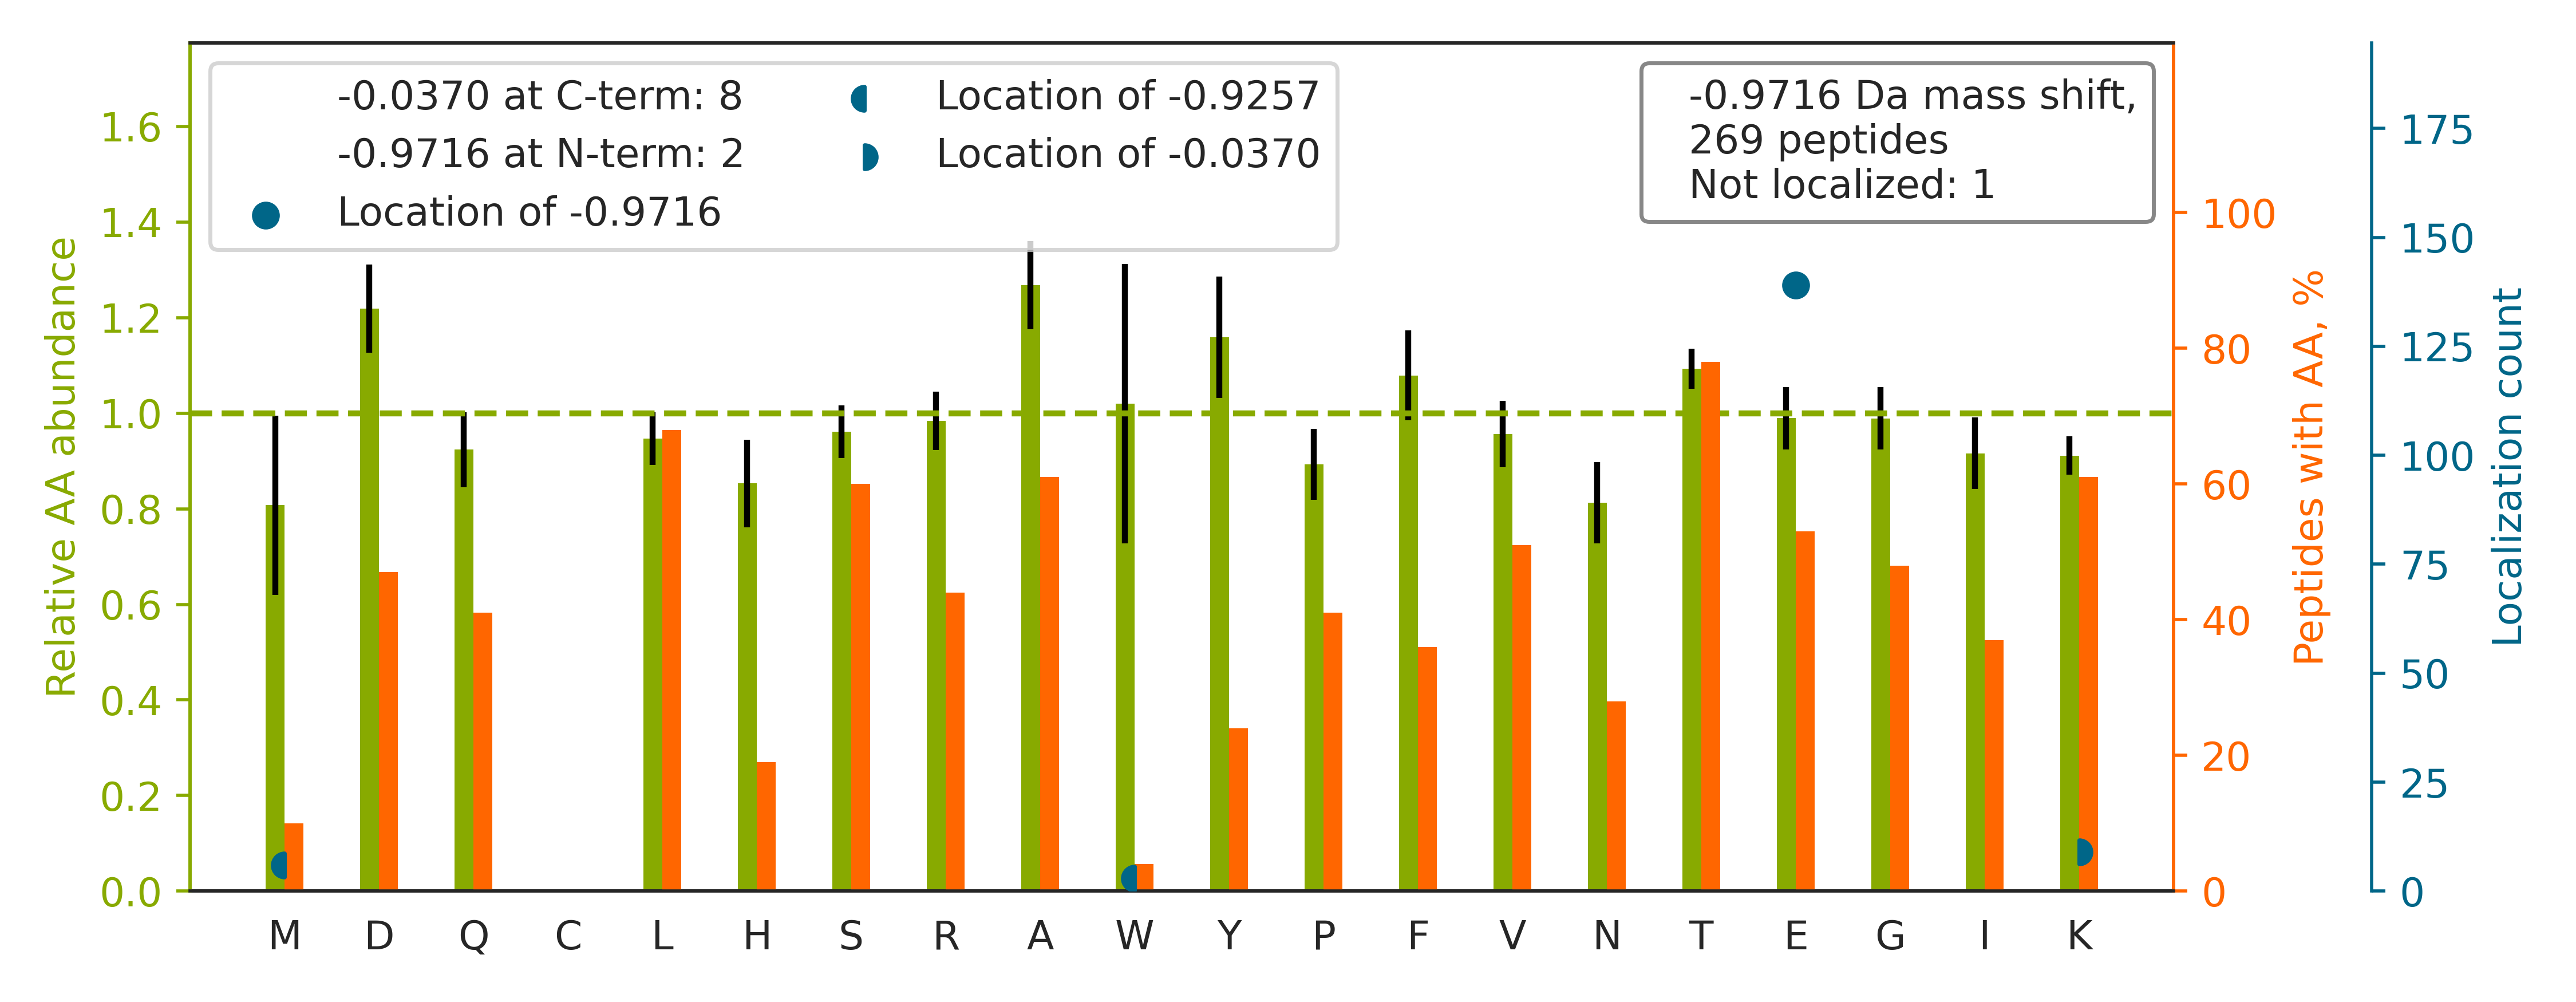 -0.0370 at C-term: 8
-0.9716 at N-term: 2
Location of -0.9716
Location of -0.9257
Location of -0.0370
-0.9716 Da mass shift,
269 peptides
Not localized: 1
Relative AA abundance
1.6
1.4
1.2
1.0
0.8
0.6
0.4
0.2
0.0
M D Q C L H S R A W Y P F V N T E G I K
100
80
60
40
20
0
Peptides with AA, %
175
150
125
100
75
50
25
0
Localization count